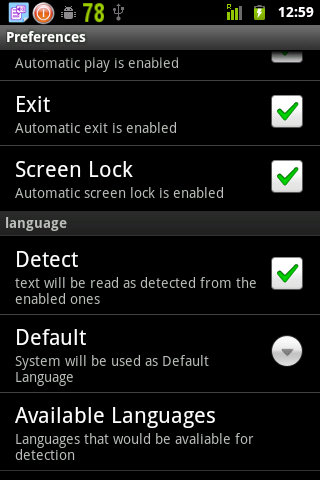 78
12:59
Preferences
Automatic play is enabled
Exit
Automatic exit is enabled
Screen Lock
Automatic screen lock is enabled
language
Detect
text will be read as detected from the
enabled ones
Default
System will be used as Default
Language
Available Languages
Languages that would be avaliable for
detection